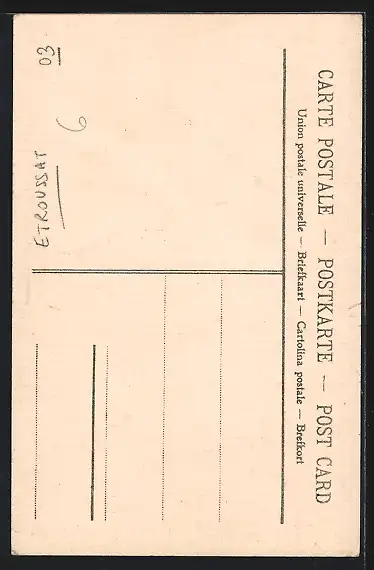 CARTE POSTALE — POSTKARTE — POST CARD
Union postale universelle — Briefkaart — Cartolina postale — Brefkort
03
6
ETROUSSAT